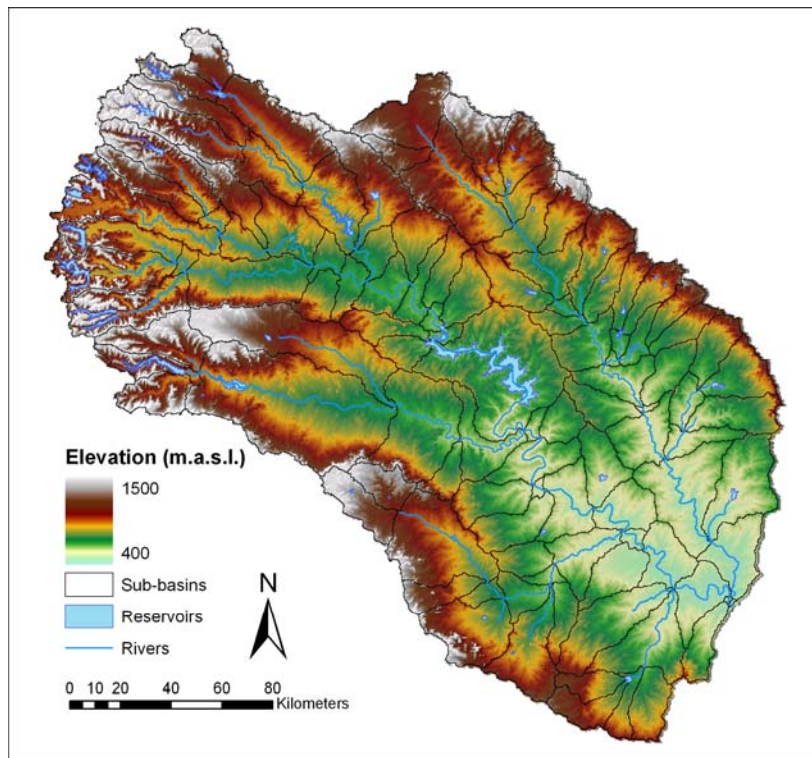 Elevation (m.a.s.l.)
1500
400
Sub-basins
Reservoirs
Rivers
N
0 10 20 40 60 80
Kilometers